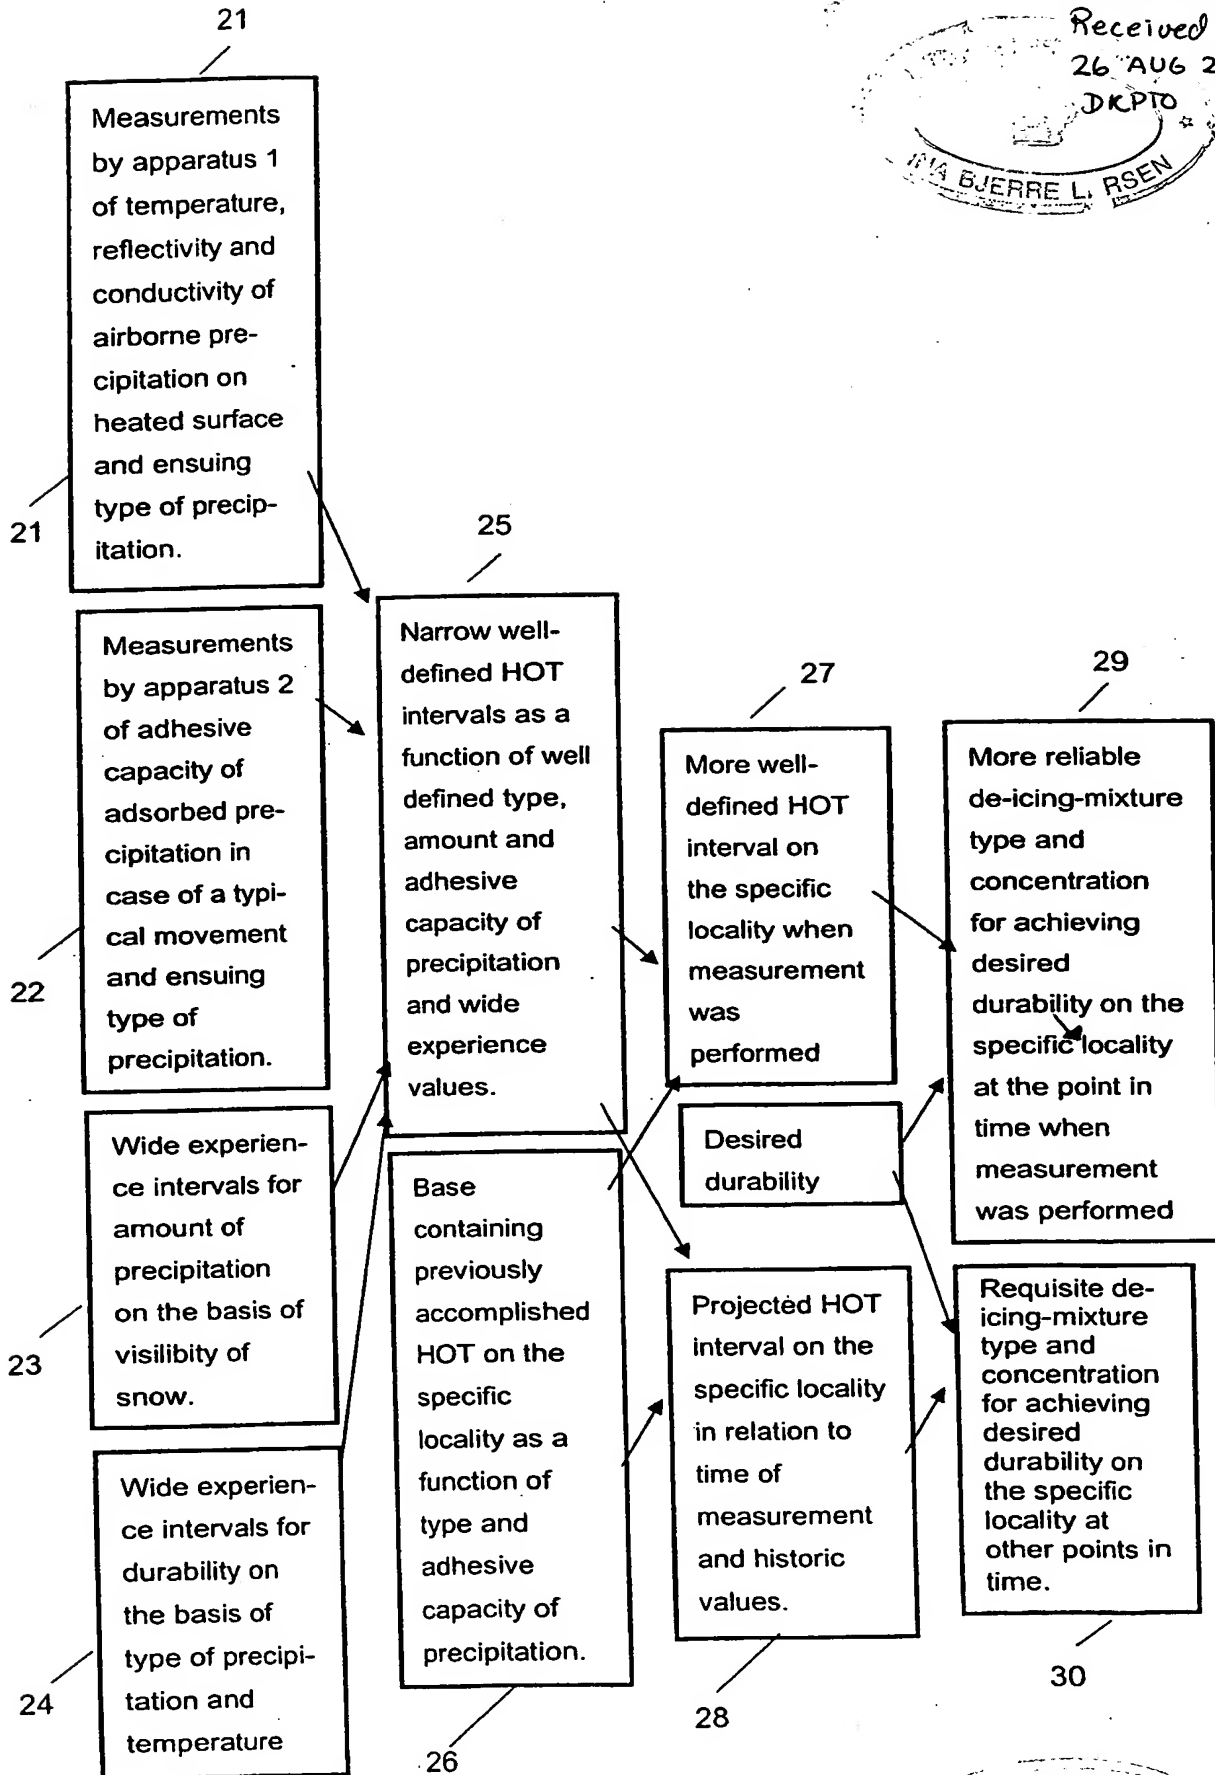 21
Received
26 AUG 2
DKPTO
BJERRE L. RSEN
Measurements
by apparatus 1
of temperature,
reflectivity and
conductivity of
airborne pre-
cipitation on
heated surface
and ensuing
type of precip-
itation.
21
Measurements
by apparatus 2
of adhesive
capacity of
adsorbed pre-
cipitation in
case of a typi-
cal movement
and ensuing
type of
precipitation.
22
Wide experien-
ce intervals for
amount of
precipitation
on the basis of
visilibity of
snow.
23
Wide experien-
ce intervals for
durability on
the basis of
type of precipi-
tation and
temperature
24
25
Narrow well-
defined HOT
intervals as a
function of well
defined type,
amount and
adhesive
capacity of
precipitation
and wide
experience
values.
Base
containing
previously
accomplished
HOT on the
specific
locality as a
function of
type and
adhesive
capacity of
precipitation.
26
27
More well-
defined HOT
interval on
the specific
locality when
measurement
was
performed
Desired
durability
Projected HOT
interval on the
specific locality
in relation to
time of
measurement
and historic
values.
28
29
More reliable
de-icing-mixture
type and
concentration
for achieving
desired
durability on the
specific locality
at the point in
time when
measurement
was performed
Requisite de-
icing-mixture
type and
concentration
for achieving
desired
durability on
the specific
locality at
other points in
time.
30